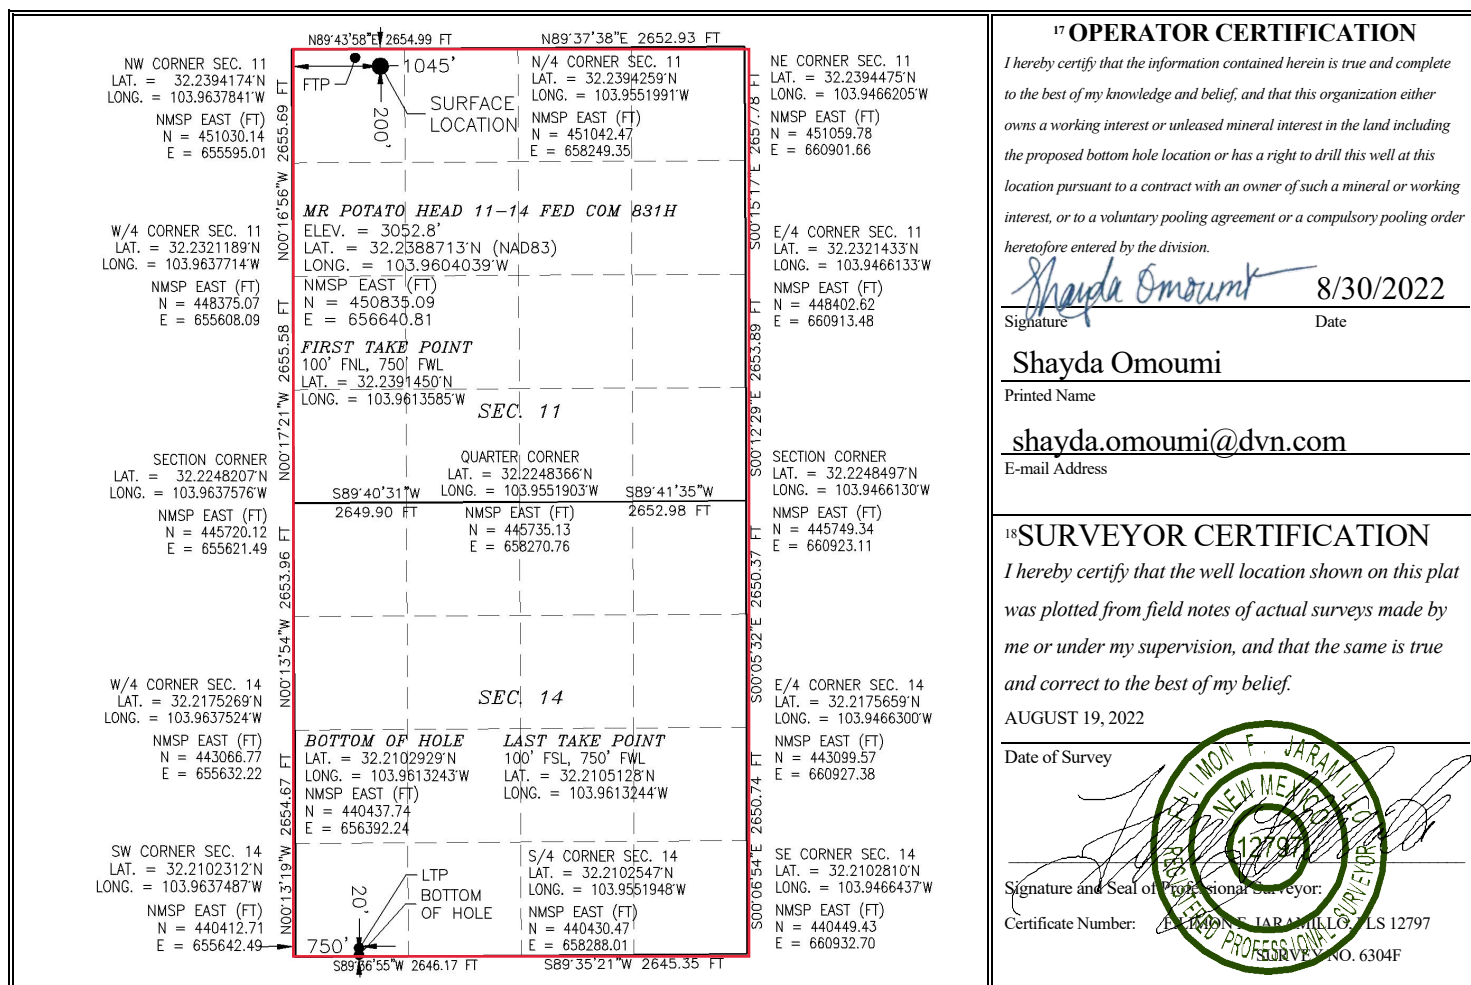 N89°43'58"E 2654.99 FT
N89°37'38"E 2652.93 FT
NW CORNER SEC. 11
LAT. = 32.2394174°N
LONG. = 103.9637841°W
NMSP EAST (FT)
N = 451030.14
E = 655595.01
FTP
1045'
200'
SURFACE
LOCATION
N/4 CORNER SEC. 11
LAT. = 32.2394259°N
LONG. = 103.9551991°W
NMSP EAST (FT)
N = 451042.47
E = 658249.35
NE CORNER SEC. 11
LAT. = 32.2394475°N
LONG. = 103.9466205°W
NMSP EAST (FT)
N = 451059.78
E = 660901.66
N00°16'56"W 2655.69 FT
S00°15'17"E 2657.78 FT
W/4 CORNER SEC. 11
LAT. = 32.2321189°N
LONG. = 103.9637714°W
NMSP EAST (FT)
N = 448375.07
E = 655608.09
MR POTATO HEAD 11-14 FED COM 831H
ELEV. = 3052.8'
LAT. = 32.2388713°N (NAD83)
LONG. = 103.9604039°W
NMSP EAST (FT)
N = 450835.09
E = 656640.81
FIRST TAKE POINT
100' FNL, 750' FWL
LAT. = 32.2391450°N
LONG. = 103.9613585°W
E/4 CORNER SEC. 11
LAT. = 32.2321433°N
LONG. = 103.9466133°W
NMSP EAST (FT)
N = 448402.62
E = 660913.48
N00°17'21"W 2655.58 FT
S00°12'29"E 2653.89 FT
SEC. 11
SECTION CORNER
LAT. = 32.2248207°N
LONG. = 103.9637576°W
NMSP EAST (FT)
N = 445720.12
E = 655621.49
QUARTER CORNER
LAT. = 32.2248366°N
LONG. = 103.9551903°W
NMSP EAST (FT)
N = 445735.13
E = 658270.76
S89°40'31"W
2649.90 FT
S89°41'35"W
2652.98 FT
SECTION CORNER
LAT. = 32.2248497°N
LONG. = 103.9466130°W
NMSP EAST (FT)
N = 445749.34
E = 660923.11
N00°13'54"W 2653.96 FT
S00°05'32"E 2650.37 FT
SEC. 14
W/4 CORNER SEC. 14
LAT. = 32.2175269°N
LONG. = 103.9637524°W
NMSP EAST (FT)
N = 443066.77
E = 655632.22
BOTTOM OF HOLE
LAT. = 32.2102929°N
LONG. = 103.9613243°W
NMSP EAST (FT)
N = 440437.74
E = 656392.24
LAST TAKE POINT
100' FSL, 750' FWL
LAT. = 32.2105128°N
LONG. = 103.9613244°W
E/4 CORNER SEC. 14
LAT. = 32.2175659°N
LONG. = 103.9466300°W
NMSP EAST (FT)
N = 443099.57
E = 660927.38
N00°13'19"W 2654.67 FT
S00°06'54"E 2650.74 FT
SW CORNER SEC. 14
LAT. = 32.2102312°N
LONG. = 103.9637487°W
NMSP EAST (FT)
N = 440412.71
E = 655642.49
LTP
BOTTOM
OF HOLE
20'
750'
S/4 CORNER SEC. 14
LAT. = 32.2102547°N
LONG. = 103.9551948°W
NMSP EAST (FT)
N = 440430.47
E = 658288.01
SE CORNER SEC. 14
LAT. = 32.2102810°N
LONG. = 103.9466437°W
NMSP EAST (FT)
N = 440449.43
E = 660932.70
S89°36'55"W 2646.17 FT
S89°35'21"W 2645.35 FT
17 OPERATOR CERTIFICATION
I hereby certify that the information contained herein is true and complete
to the best of my knowledge and belief, and that this organization either
owns a working interest or unleased mineral interest in the land including
the proposed bottom hole location or has a right to drill this well at this
location pursuant to a contract with an owner of such a mineral or working
interest, or to a voluntary pooling agreement or a compulsory pooling order
heretofore entered by the division.
Shayda Omoumi 8/30/2022
Signature Date
Shayda Omoumi
Printed Name
shayda.omoumi@dvn.com
E-mail Address
18 SURVEYOR CERTIFICATION
I hereby certify that the well location shown on this plat
was plotted from field notes of actual surveys made by
me or under my supervision, and that the same is true
and correct to the best of my belief.
AUGUST 19, 2022
Date of Survey
FILIMON F. JARAMILLO
NEW MEXICO
12797
REGISTERED PROFESSIONAL SURVEYOR
Signature and Seal of Professional Surveyor:
Certificate Number: FILIMON F. JARAMILLO, PLS 12797
SURVEY NO. 6304F